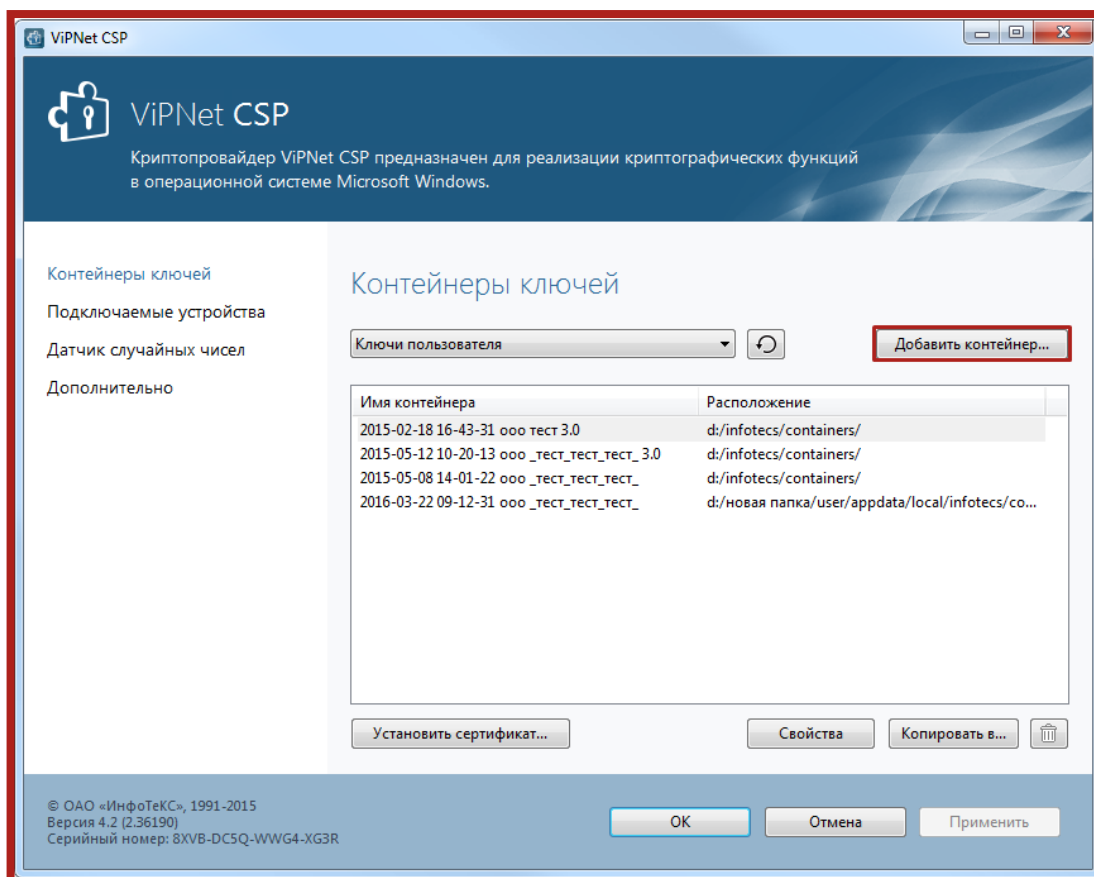 ViPNet CSP
ViPNet CSP
Криптопровайдер ViPNet CSP предназначен для реализации криптографических функций
в операционной системе Microsoft Windows.
Контейнеры ключей
Подключаемые устройства
Датчик случайных чисел
Дополнительно
Контейнеры ключей
Ключи пользователя
Добавить контейнер...
Имя контейнера Расположение
2015-02-18 16-43-31 ооо тест 3.0 d:/infotecs/containers/
2015-05-12 10-20-13 ооо _тест_тест_тест_ 3.0 d:/infotecs/containers/
2015-05-08 14-01-22 ооо _тест_тест_тест_ d:/infotecs/containers/
2016-03-22 09-12-31 ооо _тест_тест_тест_ d:/новая папка/user/appdata/local/infotecs/co...
Установить сертификат... Свойства Копировать в...
© ОАО «ИнфоТеКС», 1991-2015
Версия 4.2 (2.36190)
Серийный номер: 8XVB-DC5Q-WWG4-XG3R
ОК Отмена Применить